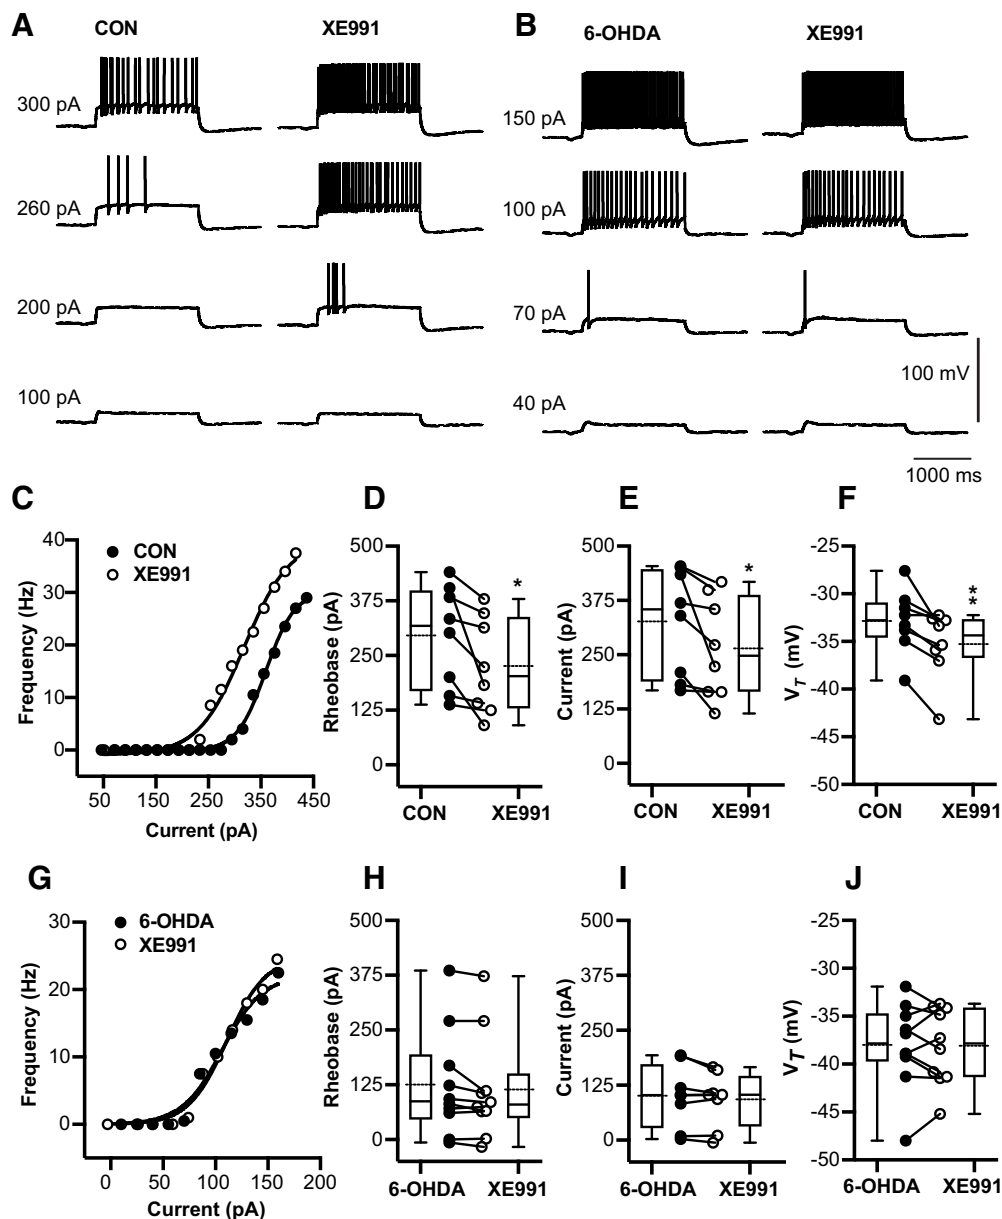 A
CON
XE991
300 pA
260 pA
200 pA
100 pA
B
6-OHDA
XE991
150 pA
100 pA
70 pA
40 pA
100 mV
1000 ms
C
CON
XE991
Frequency (Hz)
40
30
20
10
0
50
150
250
350
450
Current (pA)
D
Rheobase (pA)
500
375
250
125
0
*
CON
XE991
E
Current (pA)
500
375
250
125
0
*
CON
XE991
F
V_T (mV)
-25
-30
-35
-40
-45
-50
**
CON
XE991
G
6-OHDA
XE991
Frequency (Hz)
30
20
10
0
0
50
100
150
200
Current (pA)
H
Rheobase (pA)
500
375
250
125
0
6-OHDA
XE991
I
Current (pA)
500
375
250
125
0
6-OHDA
XE991
J
V_T (mV)
-25
-30
-35
-40
-45
-50
6-OHDA
XE991